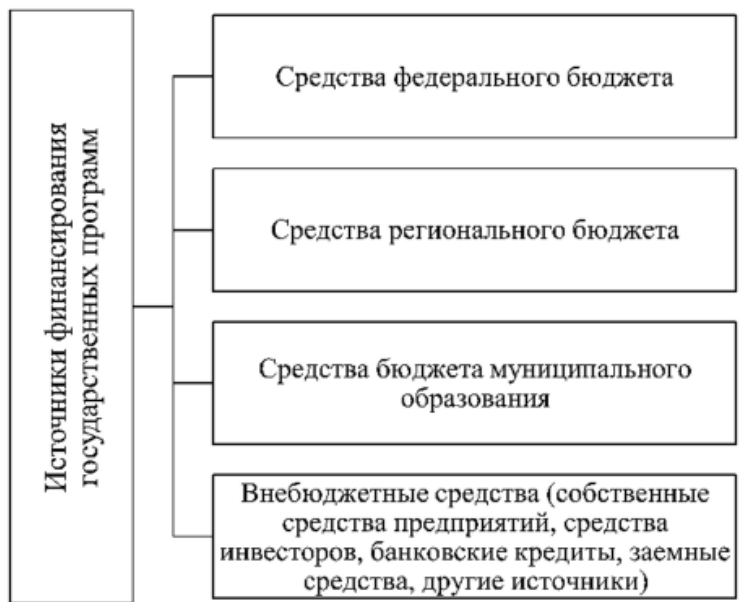 Источники финансирования
государственных программ
Средства федерального бюджета
Средства регионального бюджета
Средства бюджета муниципального
образования
Внебюджетные средства (собственные
средства предприятий, средства
инвесторов, банковские кредиты, заемные
средства, другие источники)